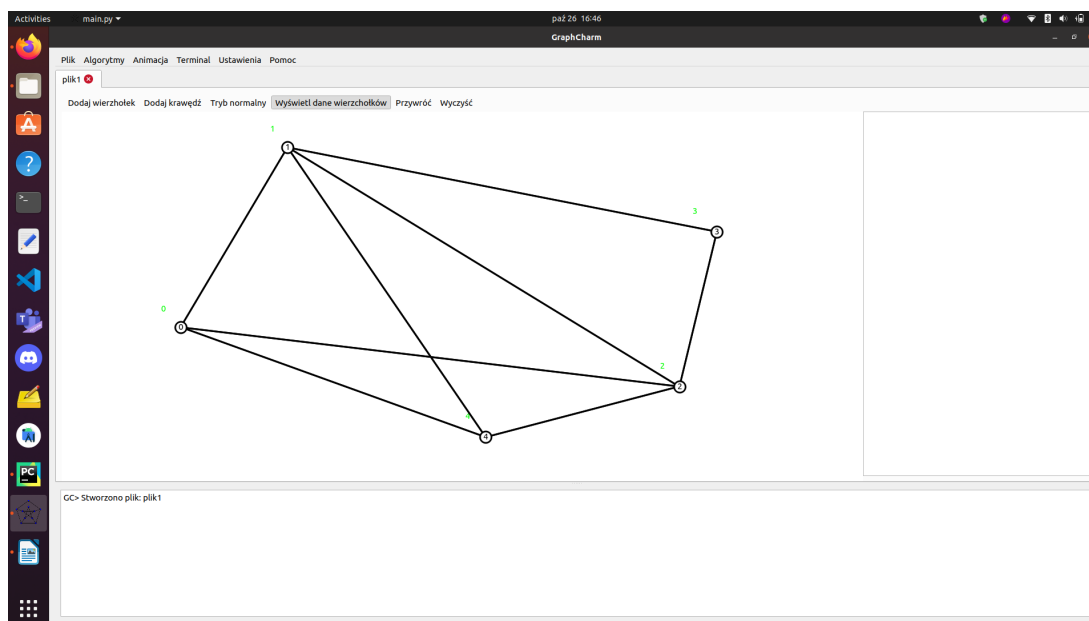 Activities main.py paź 26 16:46
GraphCharm
Plik Algorytmy Animacja Terminal Ustawienia Pomoc
plik1
Dodaj wierzhołek Dodaj krawędż Tryb normalny Wyświetl dane wierzchołków Przywróć Wyczyść
1
1
3
3
0
0
2
2
4
4
GC> Stworzono plik: plik1